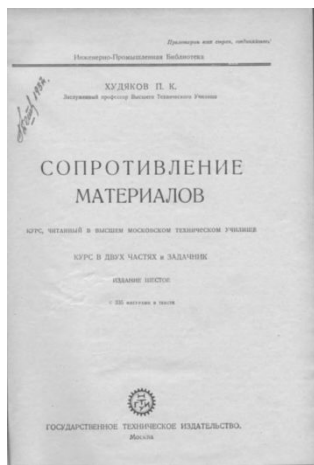 Пролетарии всех стран, соединяйтесь!
Инженерно-Промышленная Библиотека
ХУДЯКОВ П. К.
Заслуженный профессор Высшего Технического Училища
СОПРОТИВЛЕНИЕ
МАТЕРИАЛОВ
КУРС, ЧИТАННЫЙ В ВЫСШЕМ МОСКОВСКОМ ТЕХНИЧЕСКОМ УЧИЛИЩЕ
КУРС В ДВУХ ЧАСТЯХ и ЗАДАЧНИК
ИЗДАНИЕ ШЕСТОЕ
в тексте
ГОСУДАРСТВЕННОЕ ТЕХНИЧЕСКОЕ ИЗДАТЕЛЬСТВО.
Москва